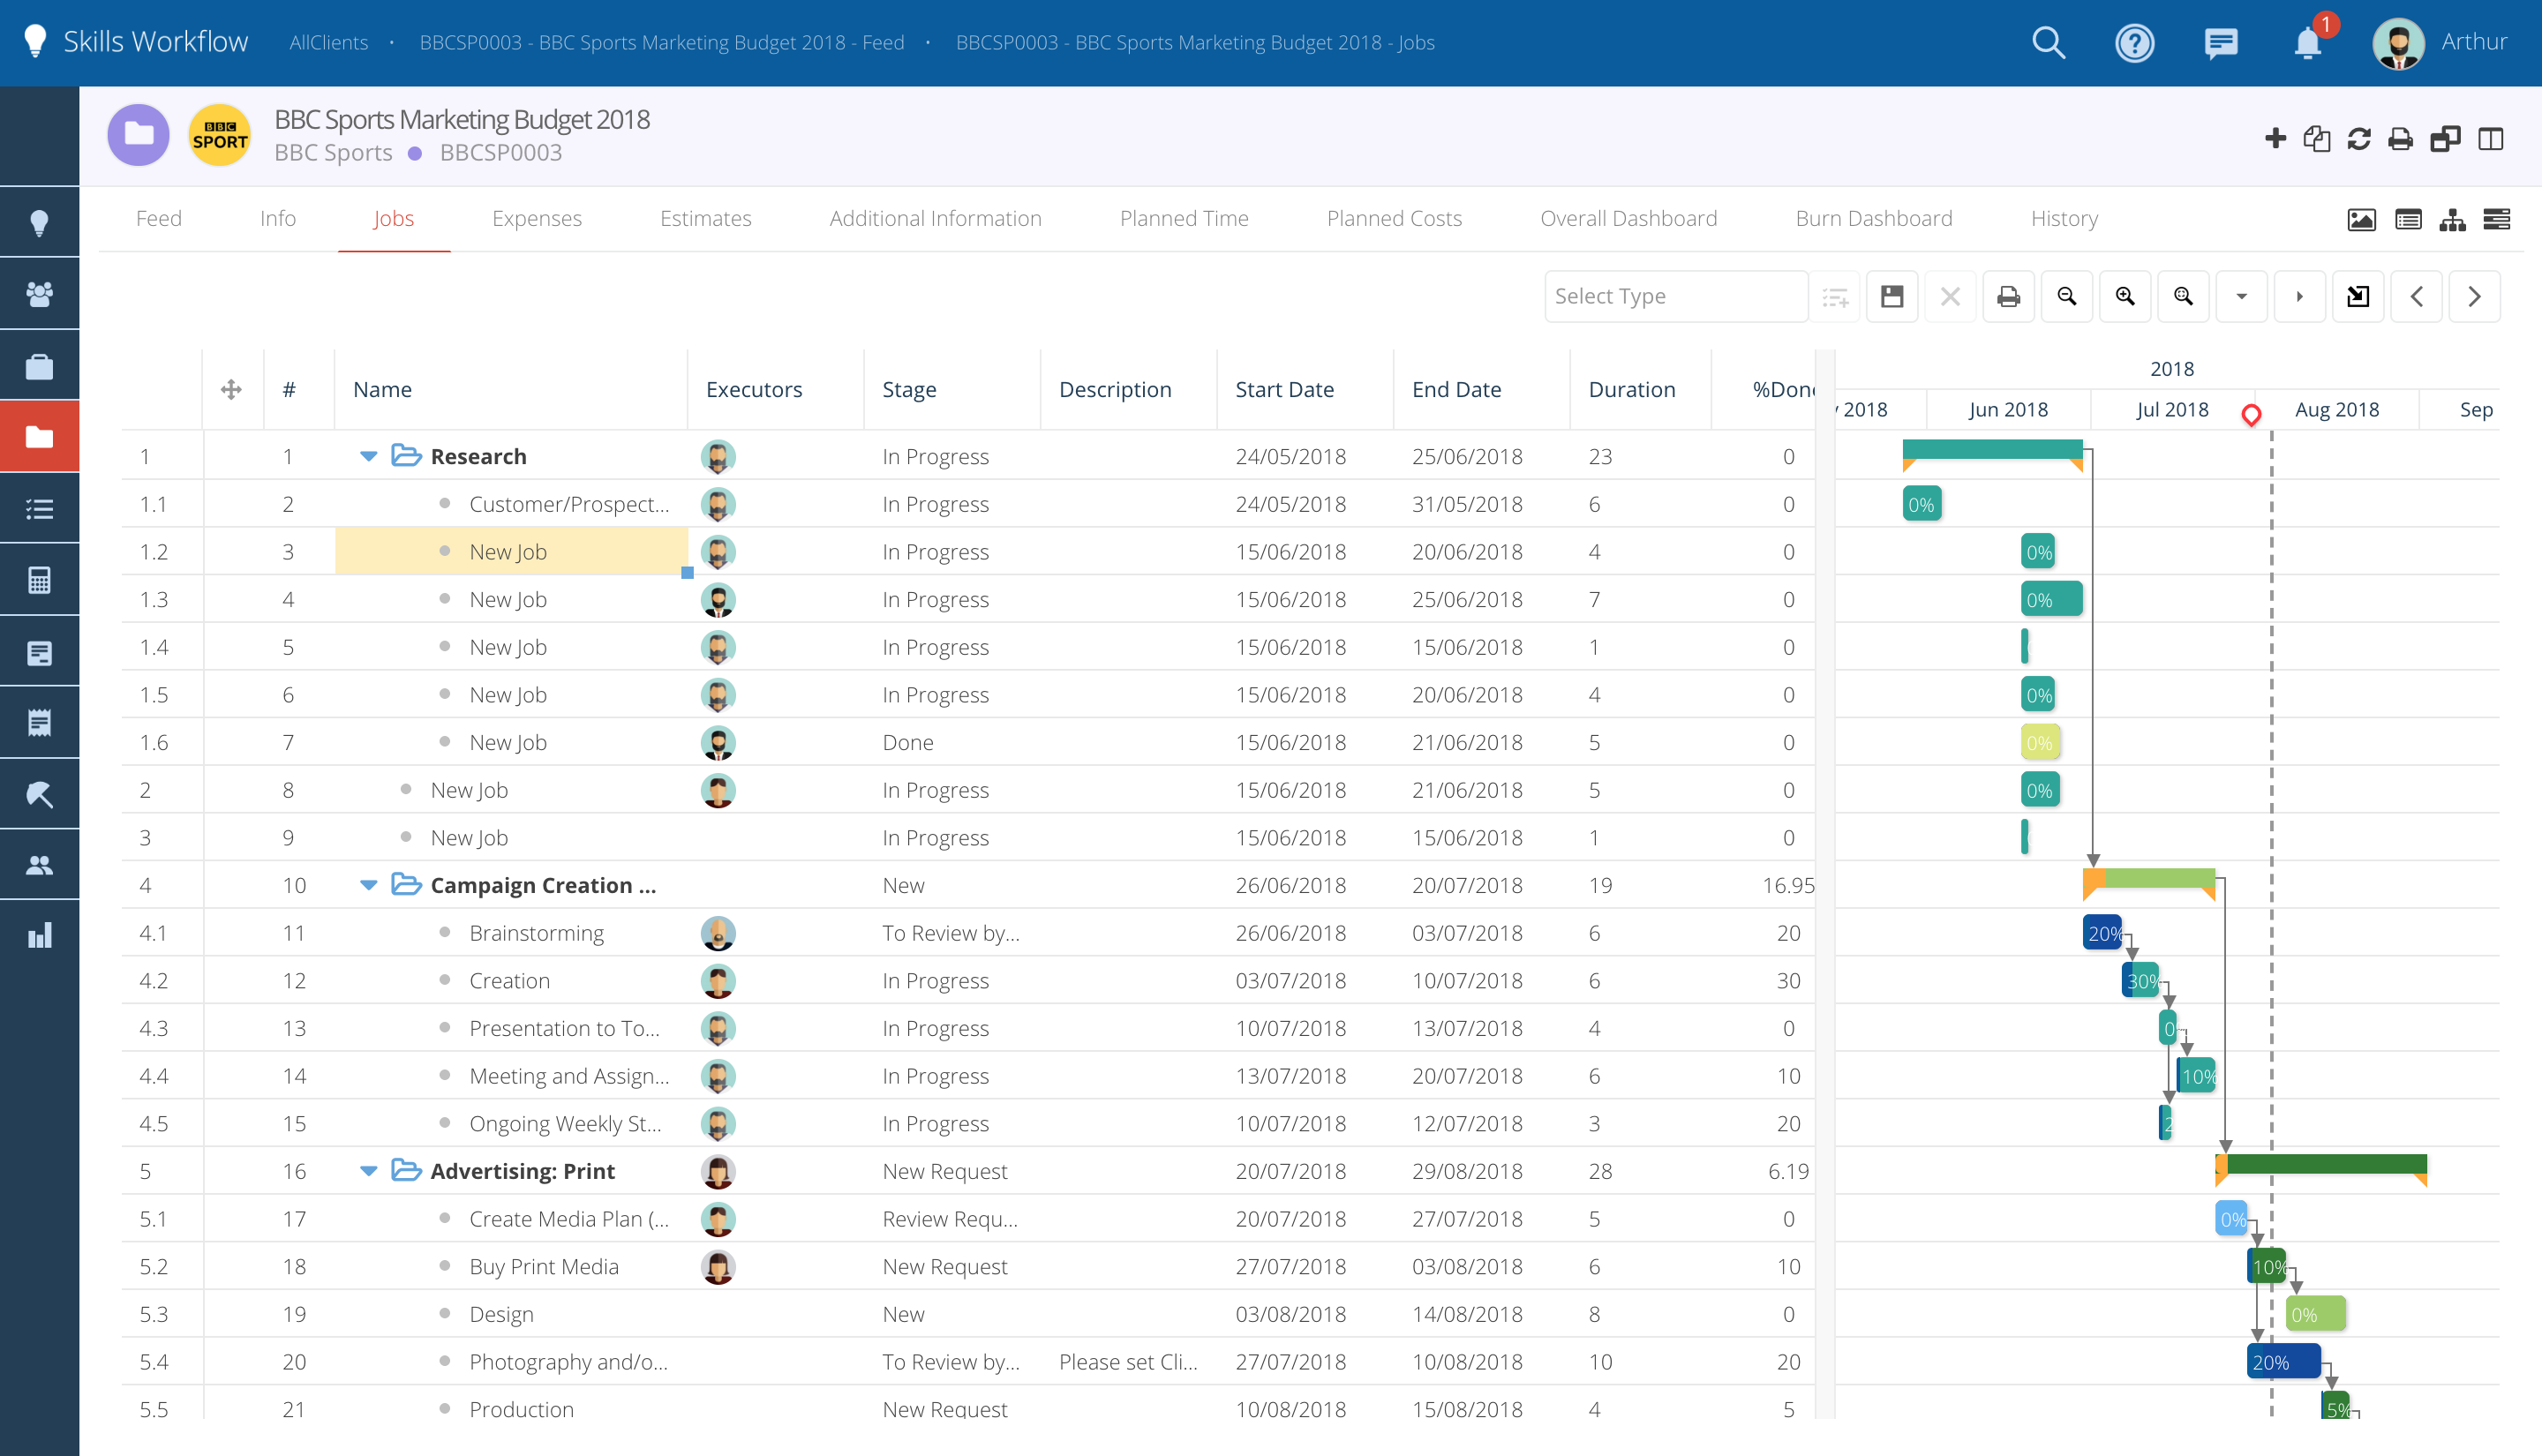 Skills Workflow AllClients • BBCSP0003 - BBC Sports Marketing Budget 2018 - Feed • BBCSP0003 - BBC Sports Marketing Budget 2018 - Jobs 1 Arthur
BBC SPORT
BBC Sports Marketing Budget 2018
BBC Sports BBCSP0003
Feed Info Jobs Expenses Estimates Additional Information Planned Time Planned Costs Overall Dashboard Burn Dashboard History
Select Type
2018
# Name Executors Stage Description Start Date End Date Duration %Done 2018 Jun 2018 Jul 2018 Aug 2018 Sep
1 1 Research In Progress 24/05/2018 25/06/2018 23 0
1.1 2 Customer/Prospect... In Progress 24/05/2018 31/05/2018 6 0 0%
1.2 3 New Job In Progress 15/06/2018 20/06/2018 4 0 0%
1.3 4 New Job In Progress 15/06/2018 25/06/2018 7 0 0%
1.4 5 New Job In Progress 15/06/2018 15/06/2018 1 0
1.5 6 New Job In Progress 15/06/2018 20/06/2018 4 0 0%
1.6 7 New Job Done 15/06/2018 21/06/2018 5 0 0%
2 8 New Job In Progress 15/06/2018 21/06/2018 5 0 0%
3 9 New Job In Progress 15/06/2018 15/06/2018 1 0
4 10 Campaign Creation ... New 26/06/2018 20/07/2018 19 16.95
4.1 11 Brainstorming To Review by... 26/06/2018 03/07/2018 6 20 20%
4.2 12 Creation In Progress 03/07/2018 10/07/2018 6 30 30%
4.3 13 Presentation to To... In Progress 10/07/2018 13/07/2018 4 0 0
4.4 14 Meeting and Assign... In Progress 13/07/2018 20/07/2018 6 10 10%
4.5 15 Ongoing Weekly St... In Progress 10/07/2018 12/07/2018 3 20 2
5 16 Advertising: Print New Request 20/07/2018 29/08/2018 28 6.19
5.1 17 Create Media Plan (... Review Requ... 20/07/2018 27/07/2018 5 0 0%
5.2 18 Buy Print Media New Request 27/07/2018 03/08/2018 6 10 10%
5.3 19 Design New 03/08/2018 14/08/2018 8 0 0%
5.4 20 Photography and/o... To Review by... Please set Cli... 27/07/2018 10/08/2018 10 20 20%
5.5 21 Production New Request 10/08/2018 15/08/2018 4 5 5%